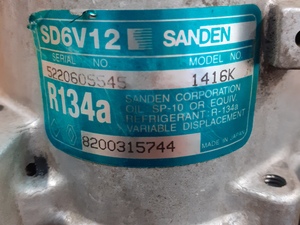 SD6V12 SANDEN
SERIAL NO. MODEL NO.
5220605545 1416K
R134a
SANDEN CORPORATION
OIL SP-10 OR EQUIV.
REFRIGERANT:R-134a
VARIABLE DISPLACEMENT
8200315744 MADE IN JAPAN